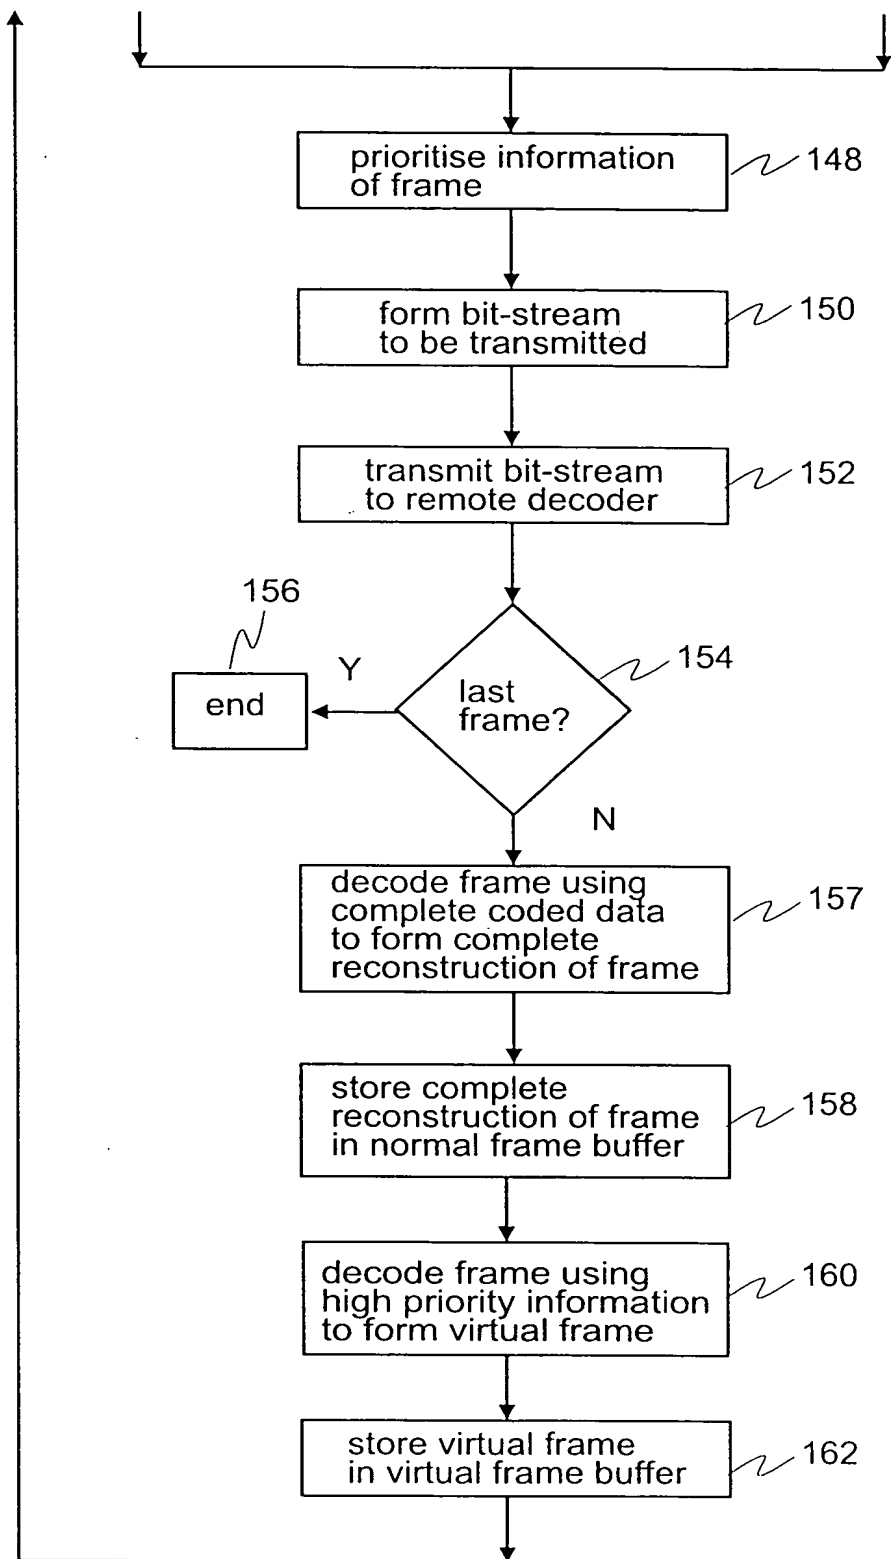 prioritise information
of frame
148
form bit-stream
to be transmitted
150
transmit bit-stream
to remote decoder
152
156
154
Y
end
last
frame?
N
decode frame using
complete coded data
to form complete
reconstruction of frame
157
store complete
reconstruction of frame
in normal frame buffer
158
decode frame using
high priority information
to form virtual frame
160
store virtual frame
in virtual frame buffer
162